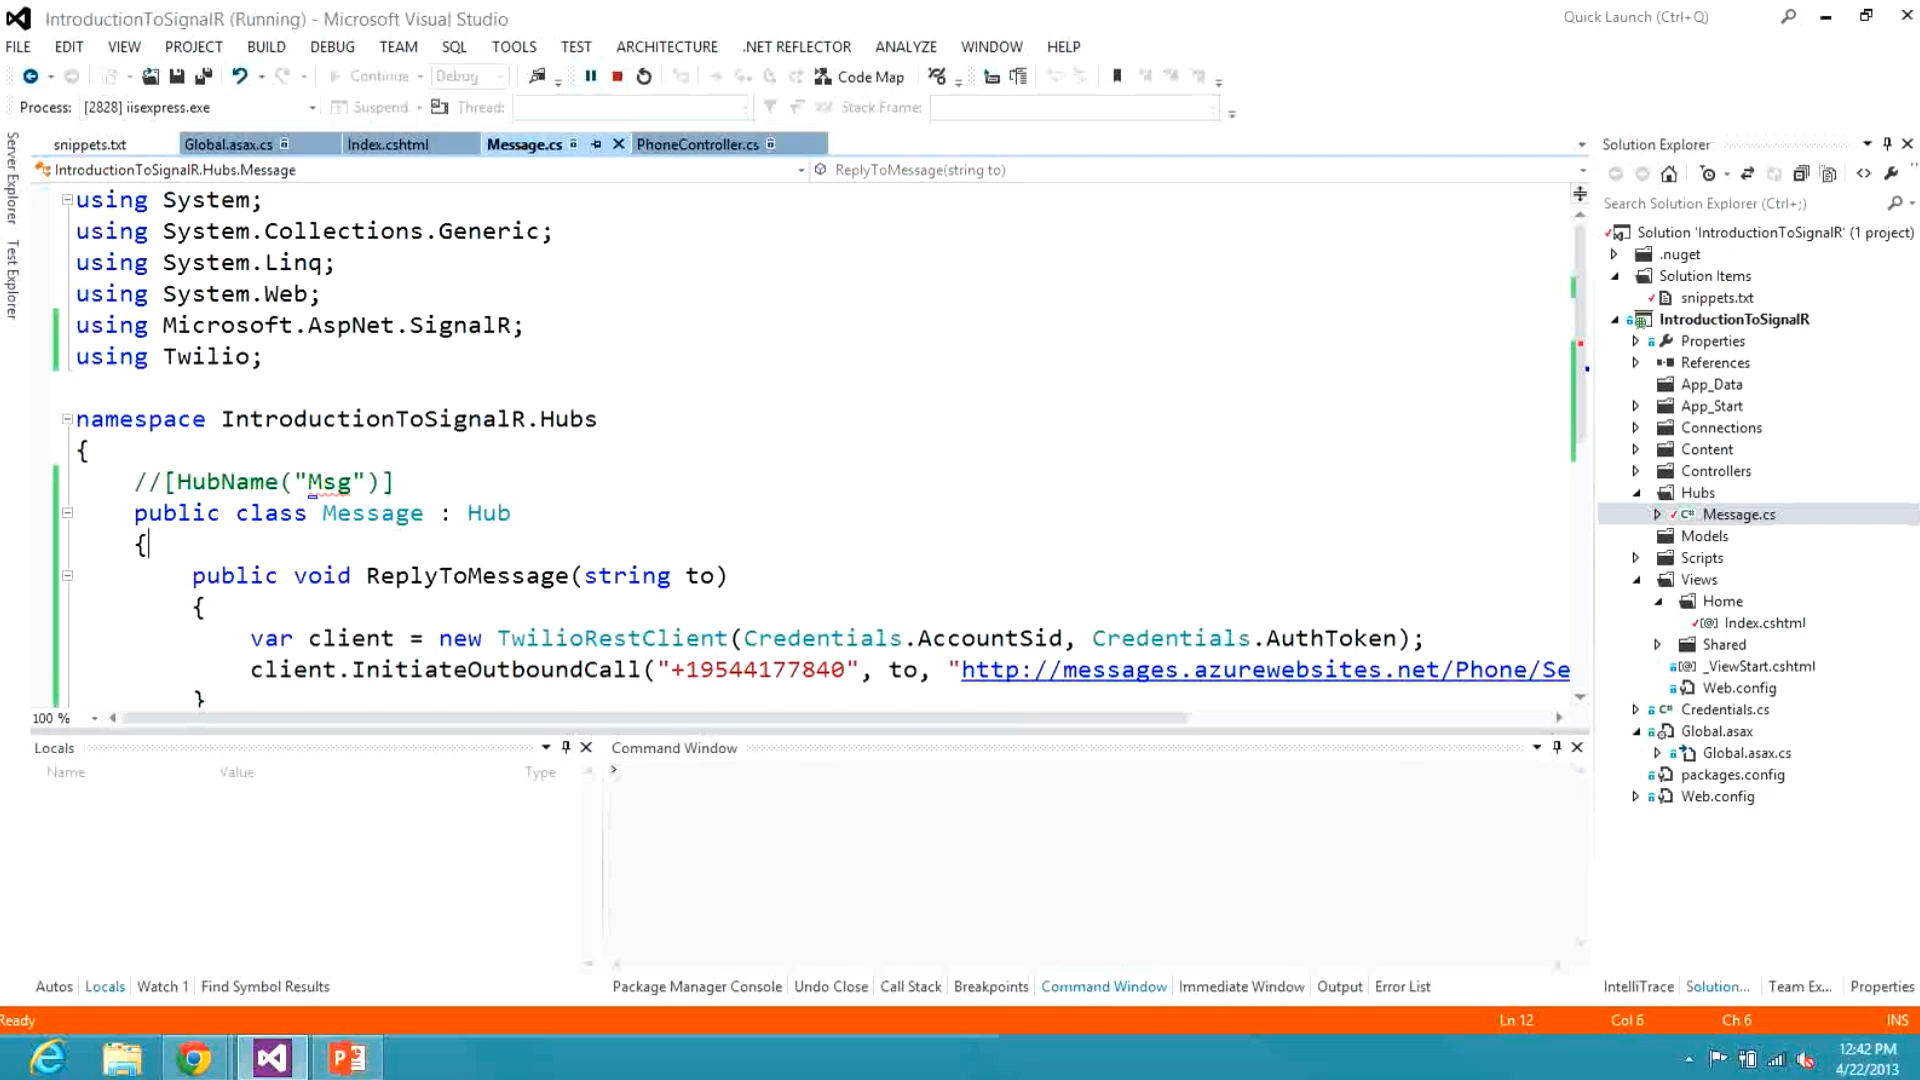 IntroductionToSignalR (Running) - Microsoft Visual Studio
Quick Launch (Ctrl+Q)
FILE EDIT VIEW PROJECT BUILD DEBUG TEAM SQL TOOLS TEST ARCHITECTURE .NET REFLECTOR ANALYZE WINDOW HELP
Continue Debug Code Map
Process: [2828] iisexpress.exe Suspend Thread: Stack Frame:
Server Explorer
Test Explorer
snippets.txt Global.asax.cs Index.cshtml Message.cs PhoneController.cs
IntroductionToSignalR.Hubs.Message ReplyToMessage(string to)
using System;
using System.Collections.Generic;
using System.Linq;
using System.Web;
using Microsoft.AspNet.SignalR;
using Twilio;
namespace IntroductionToSignalR.Hubs
{
//[HubName("Msg")]
public class Message : Hub
{
public void ReplyToMessage(string to)
{
var client = new TwilioRestClient(Credentials.AccountSid, Credentials.AuthToken);
client.InitiateOutboundCall("+19544177840", to, "http://messages.azurewebsites.net/Phone/Se
}
100 %
Solution Explorer
Search Solution Explorer (Ctrl+;)
Solution 'IntroductionToSignalR' (1 project)
.nuget
Solution Items
snippets.txt
IntroductionToSignalR
Properties
References
App_Data
App_Start
Connections
Content
Controllers
Hubs
Message.cs
Models
Scripts
Views
Home
Index.cshtml
Shared
_ViewStart.cshtml
Web.config
Credentials.cs
Global.asax
Global.asax.cs
packages.config
Web.config
Locals
Name Value Type
Command Window
>
Autos Locals Watch 1 Find Symbol Results
Package Manager Console Undo Close Call Stack Breakpoints Command Window Immediate Window Output Error List
IntelliTrace Solution... Team Ex... Properties
Ready Ln 12 Col 6 Ch 6 INS
12:42 PM
4/22/2013